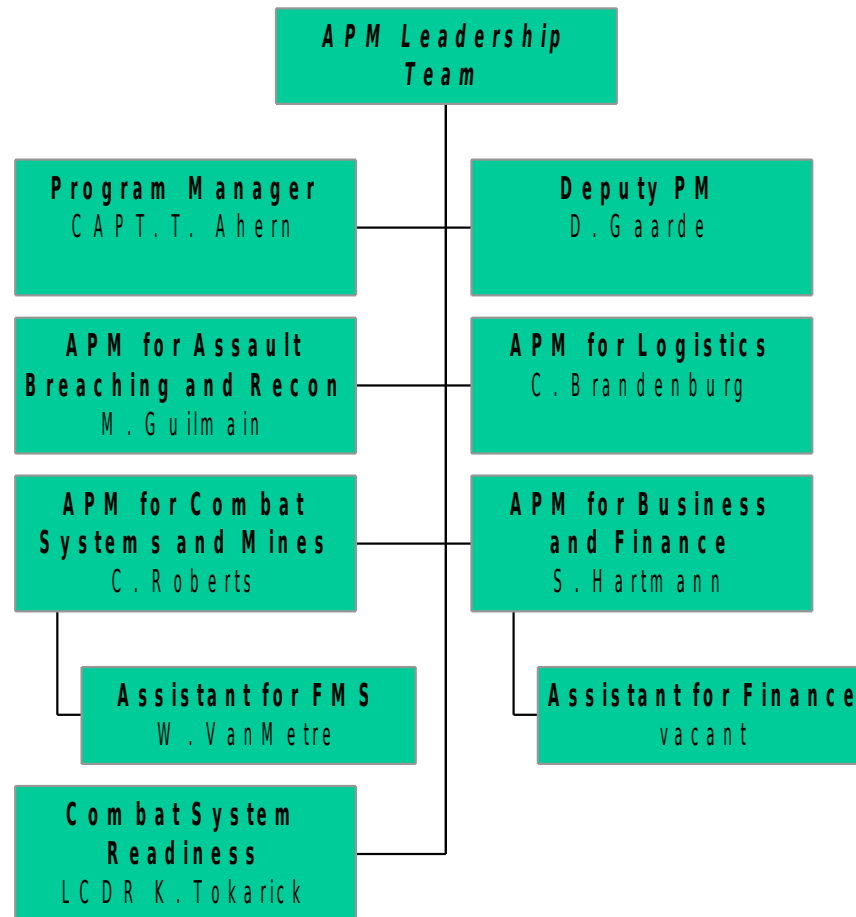 APM Leadership
Team
Program Manager
CAPT. T. Ahern
Deputy PM
D. Gaarde
APM for Assault
Breaching and Recon
M. Guilmain
APM for Logistics
C. Brandenburg
APM for Combat
Systems and Mines
C. Roberts
APM for Business
and Finance
S. Hartmann
Assistant for FMS
W. VanMetre
Assistant for Finance
vacant
Combat System
Readiness
LCDR K. Tokarick